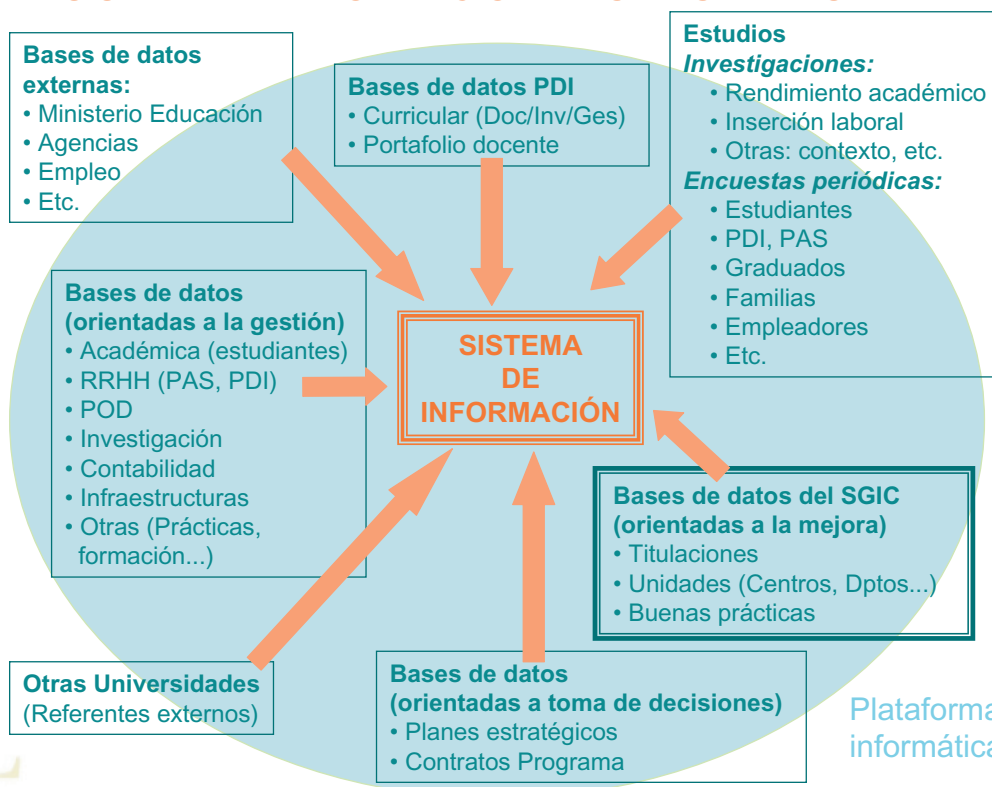 Bases de datos
externas:
• Ministerio Educación
• Agencias
• Empleo
• Etc.
Bases de datos PDI
• Curricular (Doc/Inv/Ges)
• Portafolio docente
Estudios
Investigaciones:
• Rendimiento académico
• Inserción laboral
• Otras: contexto, etc.
Encuestas periódicas:
• Estudiantes
• PDI, PAS
• Graduados
• Familias
• Empleadores
• Etc.
Bases de datos
(orientadas a la gestión)
• Académica (estudiantes)
• RRHH (PAS, PDI)
• POD
• Investigación
• Contabilidad
• Infraestructuras
• Otras (Prácticas,
formación...)
SISTEMA
DE
INFORMACIÓN
Bases de datos del SGIC
(orientadas a la mejora)
• Titulaciones
• Unidades (Centros, Dptos...)
• Buenas prácticas
Otras Universidades
(Referentes externos)
Bases de datos
(orientadas a toma de decisiones)
• Planes estratégicos
• Contratos Programa
Plataforma
informática